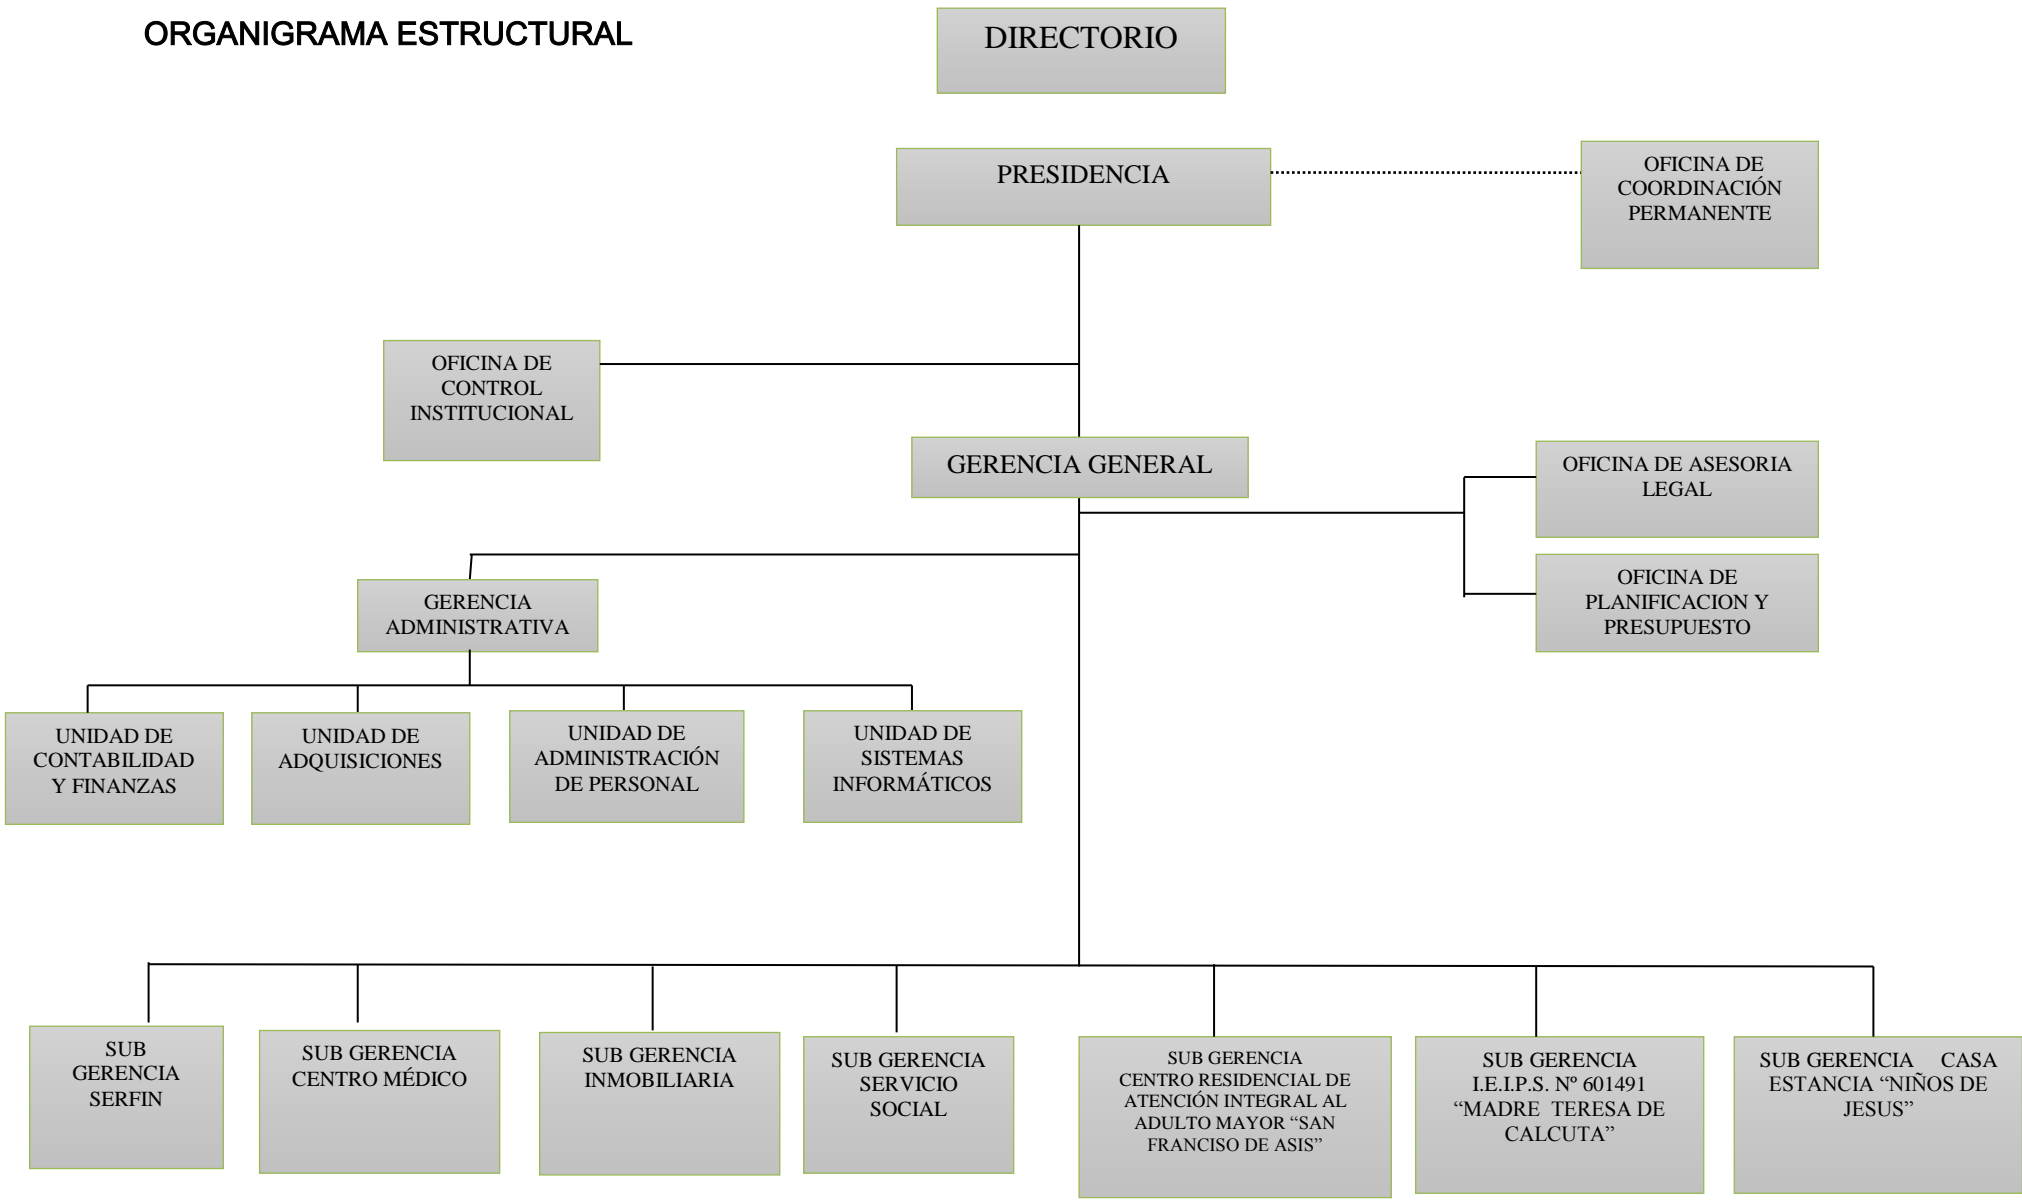 ORGANIGRAMA ESTRUCTURAL
DIRECTORIO
PRESIDENCIA
OFICINA DE
COORDINACIÓN
PERMANENTE
OFICINA DE
CONTROL
INSTITUCIONAL
GERENCIA GENERAL
OFICINA DE ASESORIA
LEGAL
OFICINA DE
PLANIFICACION Y
PRESUPUESTO
GERENCIA
ADMINISTRATIVA
UNIDAD DE
CONTABILIDAD
Y FINANZAS
UNIDAD DE
ADQUISICIONES
UNIDAD DE
ADMINISTRACIÓN
DE PERSONAL
UNIDAD DE
SISTEMAS
INFORMÁTICOS
SUB
GERENCIA
SERFIN
SUB GERENCIA
CENTRO MÉDICO
SUB GERENCIA
INMOBILIARIA
SUB GERENCIA
SERVICIO
SOCIAL
SUB GERENCIA
CENTRO RESIDENCIAL DE
ATENCIÓN INTEGRAL AL
ADULTO MAYOR “SAN
FRANCISO DE ASIS”
SUB GERENCIA
I.E.I.P.S. Nº 601491
“MADRE TERESA DE
CALCUTA”
SUB GERENCIA CASA
ESTANCIA “NIÑOS DE
JESUS”